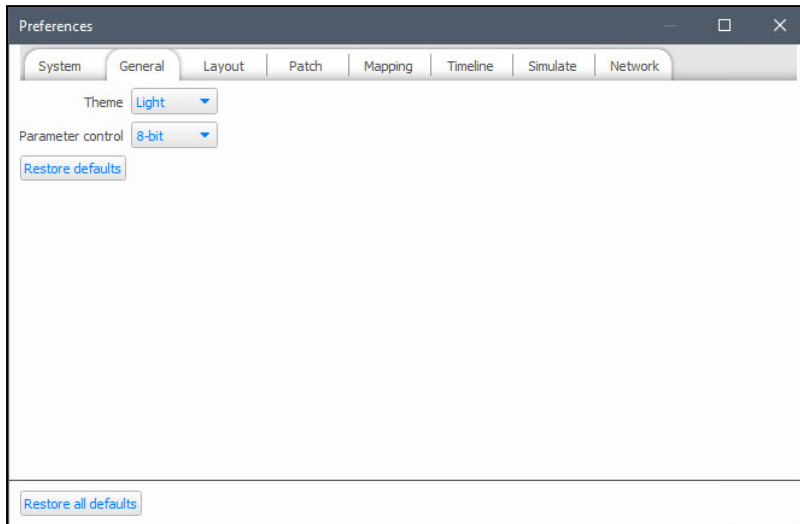 Preferences
System General Layout Patch Mapping Timeline Simulate Network
Theme Light
Parameter control 8-bit
Restore defaults
Restore all defaults